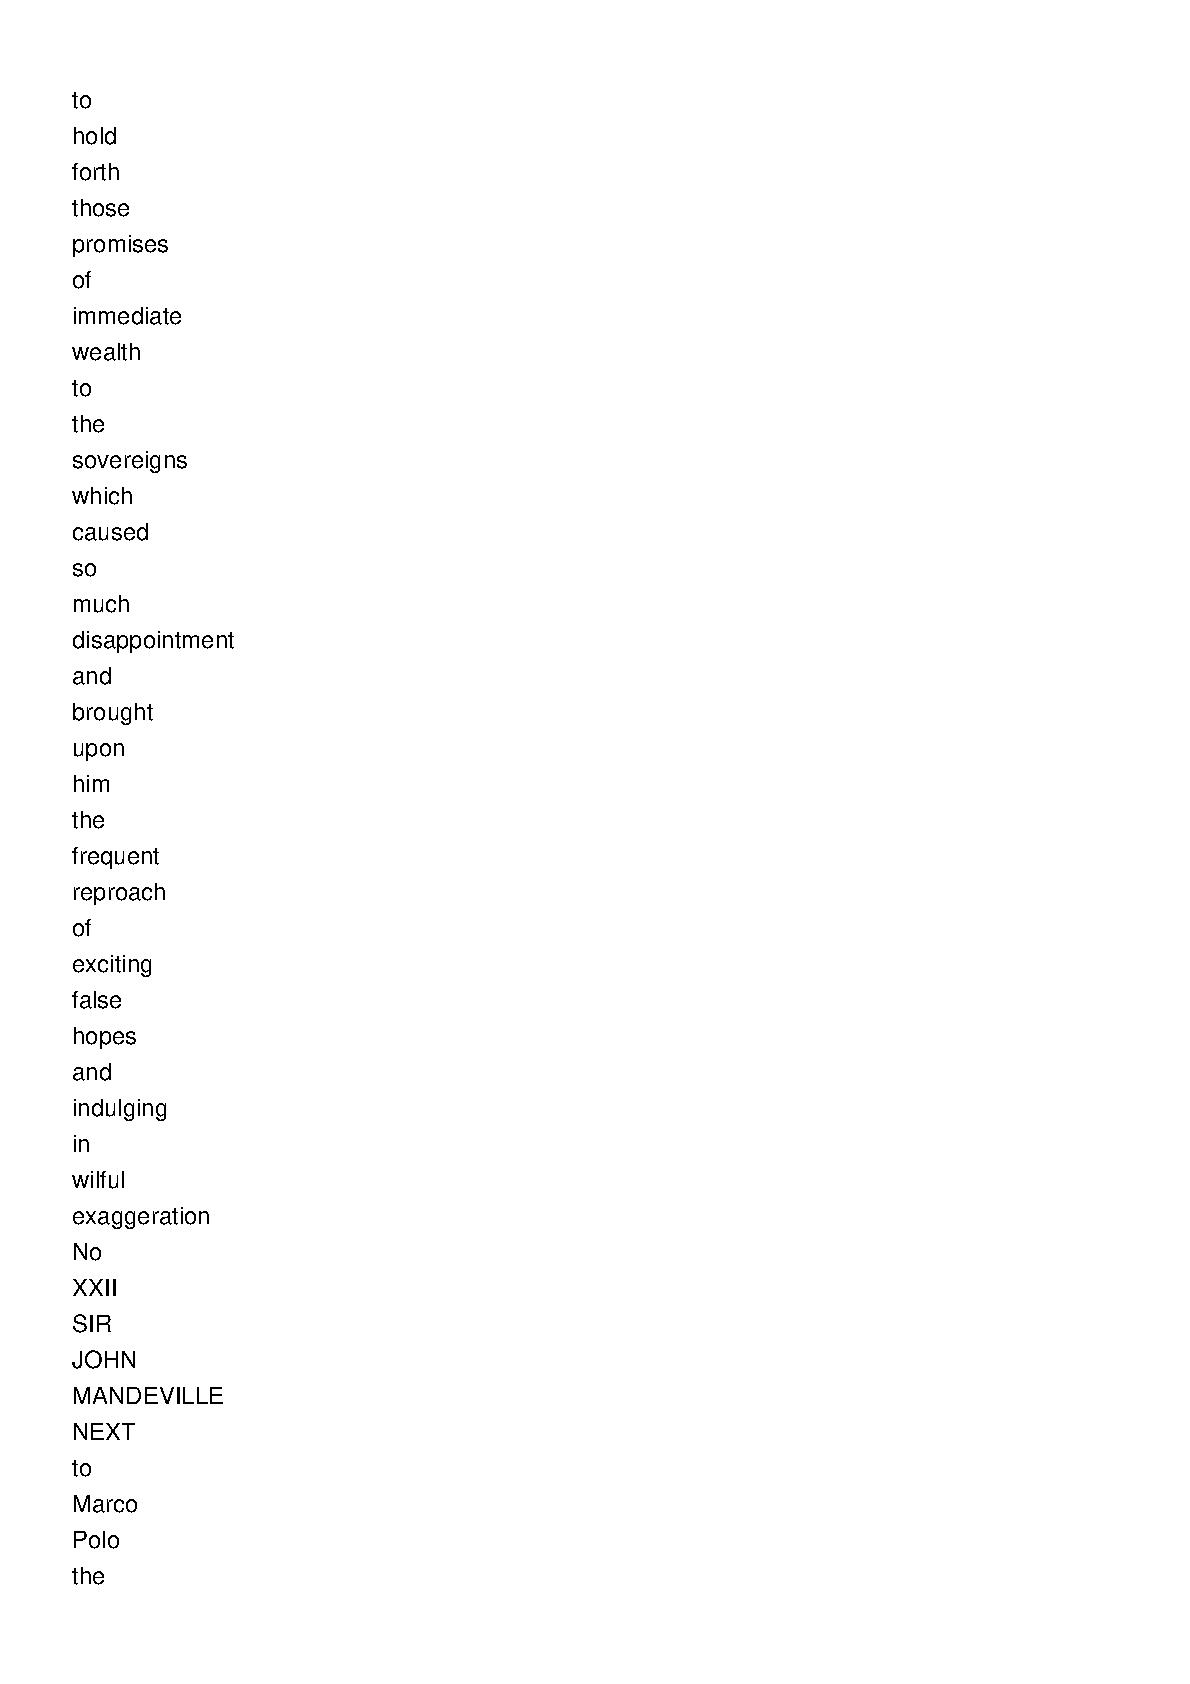 to
hold
forth
those
promises
of
immediate
wealth
to
the
sovereigns
which
caused
so
much
disappointment
and
brought
upon
him
the
frequent
reproach
of
exciting
false
hopes
and
indulging
in
wilful
exaggeration
No
XXII
SIR
JOHN
MANDEVILLE
NEXT
to
Marco
Polo
the